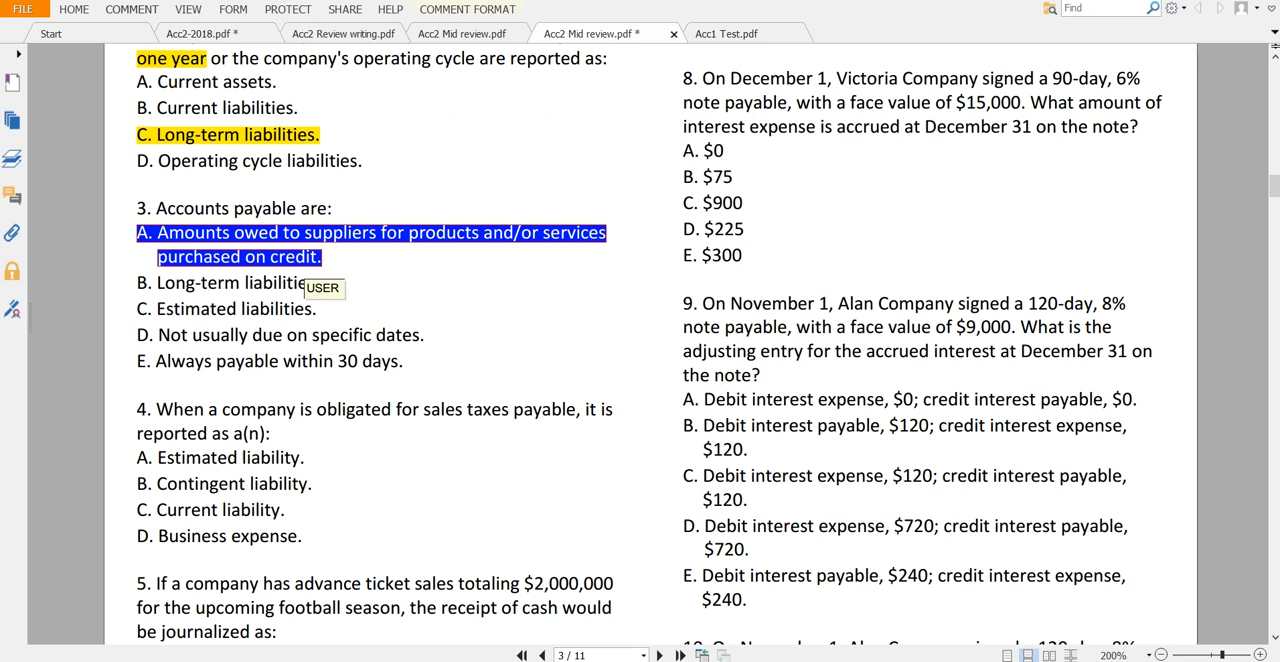 FILE HOME COMMENT VIEW FORM PROTECT SHARE HELP COMMENT FORMAT Find
Start Acc2-2018.pdf * Acc2 Review writing.pdf Acc2 Mid review.pdf Acc2 Mid review.pdf * Acc1 Test.pdf
one year or the company's operating cycle are reported as:
A. Current assets.
B. Current liabilities.
C. Long-term liabilities.
D. Operating cycle liabilities.
3. Accounts payable are:
A. Amounts owed to suppliers for products and/or services
purchased on credit.
B. Long-term liabilitie
USER
C. Estimated liabilities.
D. Not usually due on specific dates.
E. Always payable within 30 days.
4. When a company is obligated for sales taxes payable, it is
reported as a(n):
A. Estimated liability.
B. Contingent liability.
C. Current liability.
D. Business expense.
5. If a company has advance ticket sales totaling $2,000,000
for the upcoming football season, the receipt of cash would
be journalized as:
8. On December 1, Victoria Company signed a 90-day, 6%
note payable, with a face value of $15,000. What amount of
interest expense is accrued at December 31 on the note?
A. $0
B. $75
C. $900
D. $225
E. $300
9. On November 1, Alan Company signed a 120-day, 8%
note payable, with a face value of $9,000. What is the
adjusting entry for the accrued interest at December 31 on
the note?
A. Debit interest expense, $0; credit interest payable, $0.
B. Debit interest payable, $120; credit interest expense,
$120.
C. Debit interest expense, $120; credit interest payable,
$120.
D. Debit interest expense, $720; credit interest payable,
$720.
E. Debit interest payable, $240; credit interest expense,
$240.
3 / 11
200%